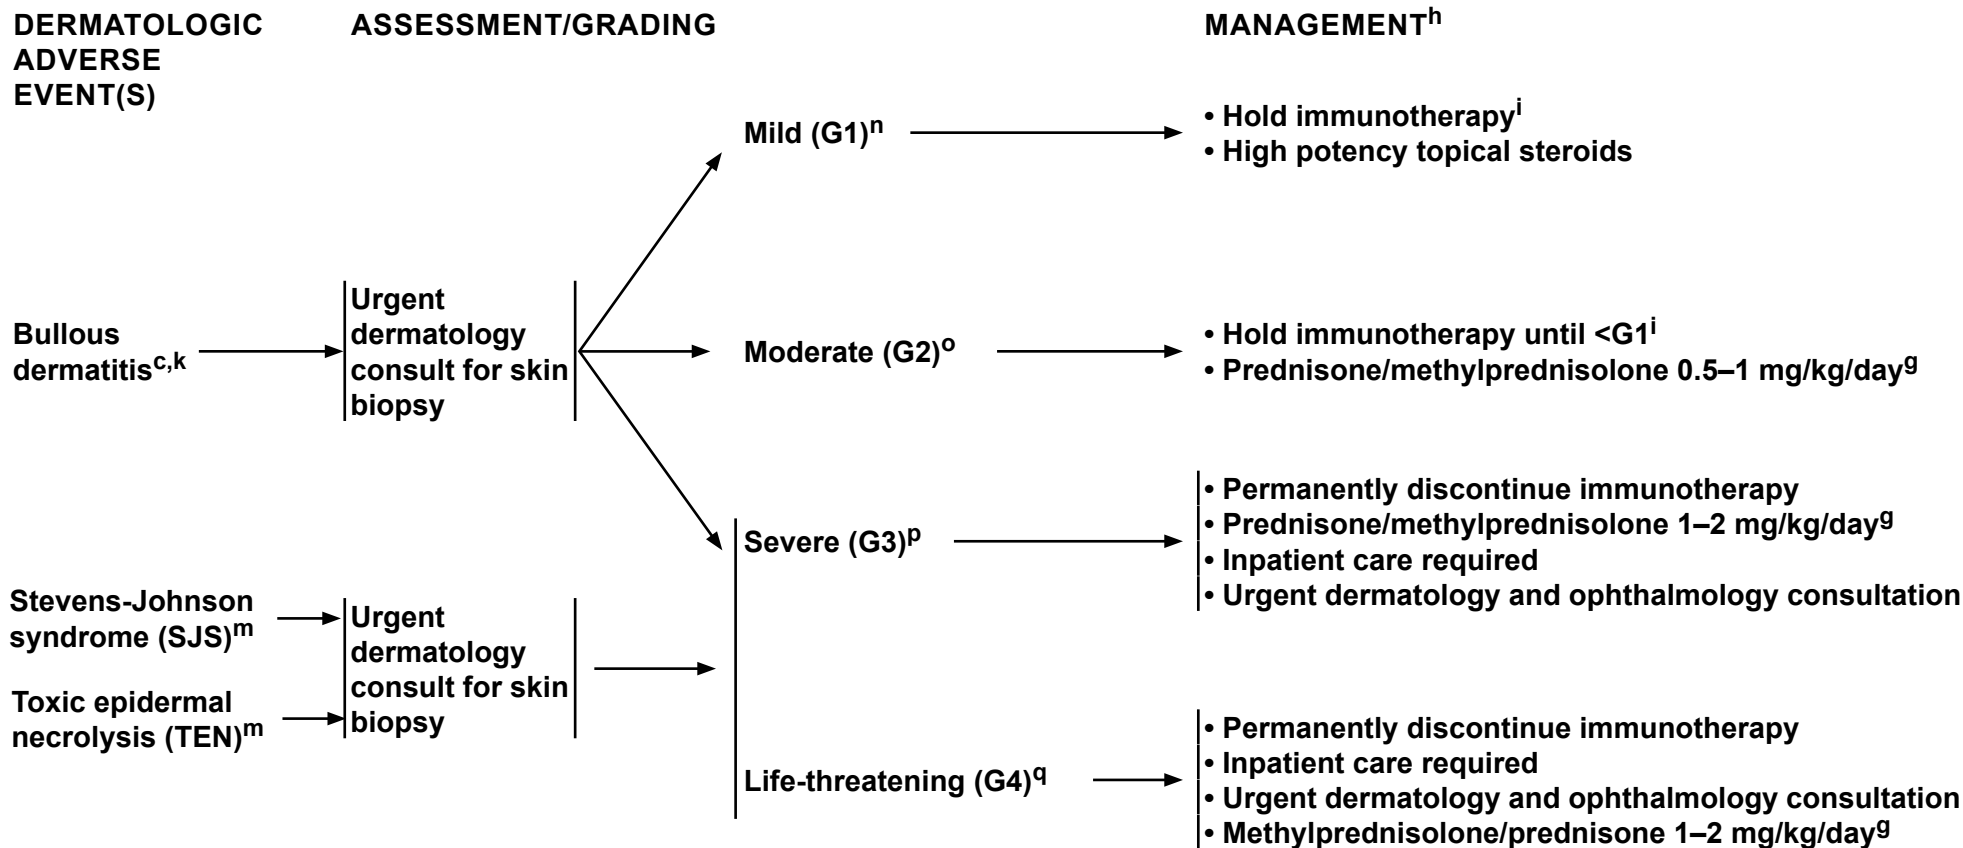 DERMATOLOGIC
ADVERSE
EVENT(S)
ASSESSMENT/GRADING
MANAGEMENTʰ
Bullous
dermatitisᶜ,ᵏ
Urgent
dermatology
consult for skin
biopsy
Mild (G1)ⁿ
• Hold immunotherapyⁱ
• High potency topical steroids
Moderate (G2)ᵒ
• Hold immunotherapy until <G1ⁱ
• Prednisone/methylprednisolone 0.5–1 mg/kg/dayᵍ
Severe (G3)ᵖ
• Permanently discontinue immunotherapy
• Prednisone/methylprednisolone 1–2 mg/kg/dayᵍ
• Inpatient care required
• Urgent dermatology and ophthalmology consultation
Stevens-Johnson
syndrome (SJS)ᵐ
Toxic epidermal
necrolysis (TEN)ᵐ
Urgent
dermatology
consult for skin
biopsy
Life-threatening (G4)q
• Permanently discontinue immunotherapy
• Inpatient care required
• Urgent dermatology and ophthalmology consultation
• Methylprednisolone/prednisone 1–2 mg/kg/dayᵍ